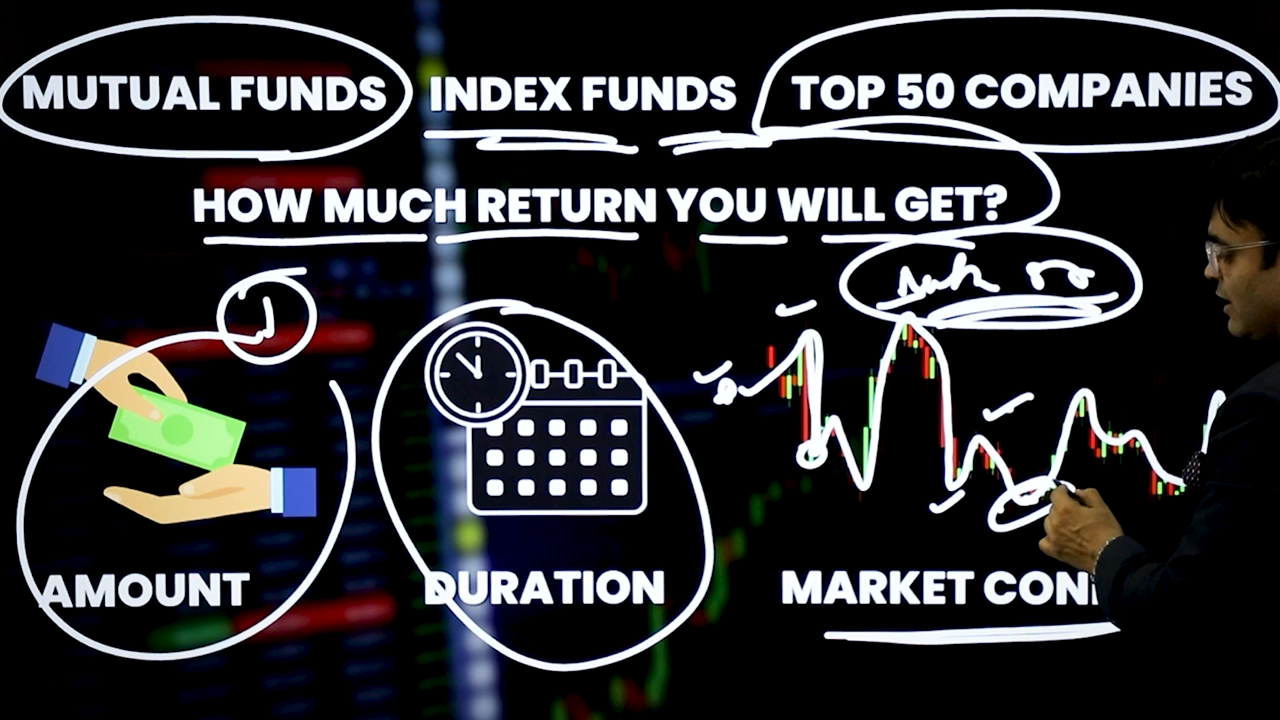 MUTUAL FUNDS INDEX FUNDS TOP 50 COMPANIES
HOW MUCH RETURN YOU WILL GET?
AMOUNT DURATION MARKET CON